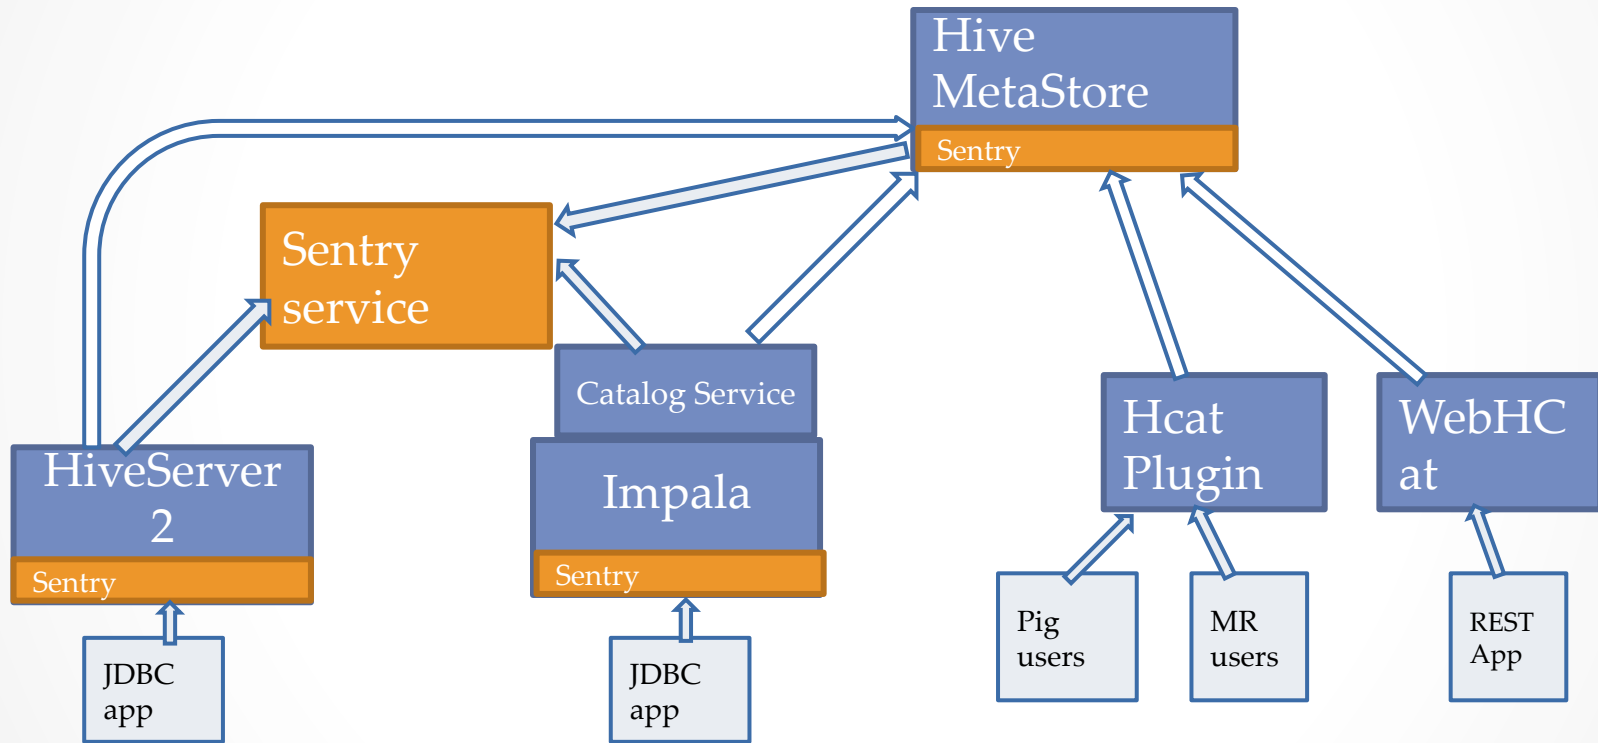 Hive
MetaStore
Sentry
Sentry
service
Catalog Service
HiveServer
2
Sentry
Impala
Sentry
Hcat
Plugin
WebHC
at
JDBC
app
JDBC
app
Pig
users
MR
users
REST
App